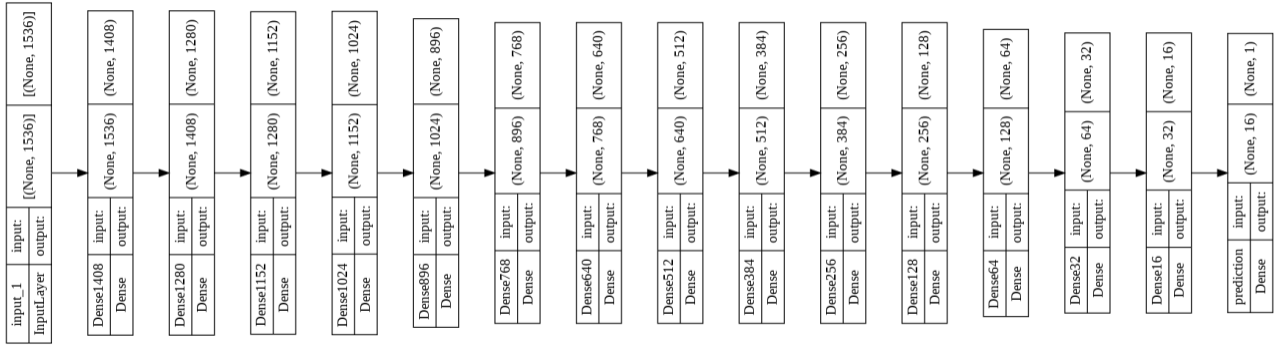 input_1
InputLayer
input:
output:
[(None, 1536)]
[(None, 1536)]
Dense1408
Dense
input:
output:
(None, 1536)
(None, 1408)
Dense1280
Dense
input:
output:
(None, 1408)
(None, 1280)
Dense1152
Dense
input:
output:
(None, 1280)
(None, 1152)
Dense1024
Dense
input:
output:
(None, 1152)
(None, 1024)
Dense896
Dense
input:
output:
(None, 1024)
(None, 896)
Dense768
Dense
input:
output:
(None, 896)
(None, 768)
Dense640
Dense
input:
output:
(None, 768)
(None, 640)
Dense512
Dense
input:
output:
(None, 640)
(None, 512)
Dense384
Dense
input:
output:
(None, 512)
(None, 384)
Dense256
Dense
input:
output:
(None, 384)
(None, 256)
Dense128
Dense
input:
output:
(None, 256)
(None, 128)
Dense64
Dense
input:
output:
(None, 128)
(None, 64)
Dense32
Dense
input:
output:
(None, 64)
(None, 32)
Dense16
Dense
input:
output:
(None, 32)
(None, 16)
prediction
Dense
input:
output:
(None, 16)
(None, 1)